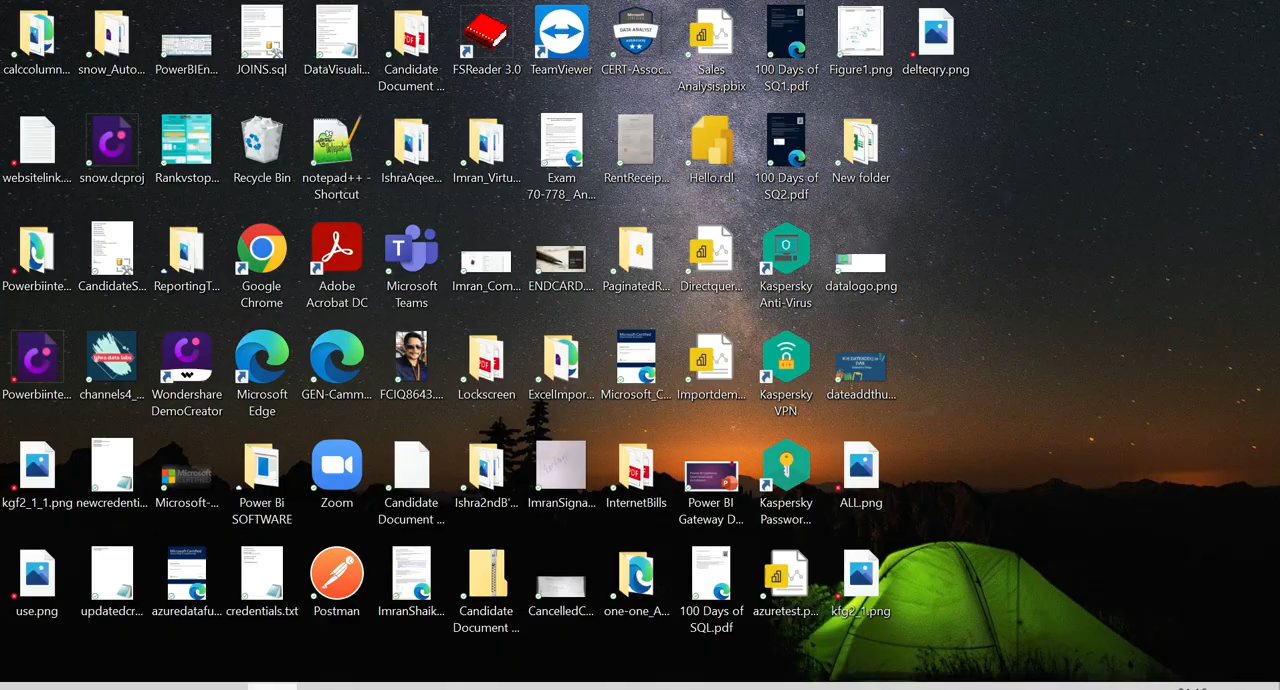 calccolumn...
snow_Auto...
PowerBIEn...
JOINS.sql
DataVisuali...
Candidate
Document ...
FSReader 3.0
TeamViewer
CERT-Assoc...
Sales
Analysis.pbix
100 Days of
SQ1.pdf
Figure1.png
delteqry.png
websitelink....
snow.dcproj
Rankvstop...
Recycle Bin
notepad++ -
Shortcut
IshraAqee...
Imran_Virtu...
Exam
70-778_ An...
RentReceip...
Hello.rdl
100 Days of
SQ2.pdf
New folder
Powerbiinte...
CandidateS...
ReportingT...
Google
Chrome
Adobe
Acrobat DC
Microsoft
Teams
Imran_Com...
ENDCARD....
PaginatedR...
Directquer...
Kaspersky
Anti-Virus
datalogo.png
Powerbiinte...
channels4_...
Wondershare
DemoCreator
Microsoft
Edge
GEN-Camm...
FCIQ8643....
Lockscreen
ExcelImpor...
Microsoft_C...
Importdem...
Kaspersky
VPN
dateaddthu...
kgf2_1_1.png
newcredenti...
Microsoft-...
Power Bi
SOFTWARE
Zoom
Candidate
Document ...
Ishra2ndB'...
ImranSigna...
InternetBills
Power BI
Gateway D...
Kaspersky
Passwor...
ALL.png
use.png
updatedcr...
azuredatafu...
credentials.txt
Postman
ImranShaik...
Candidate
Document ...
CancelledC...
one-one_A...
100 Days of
SQL.pdf
azuretest.p...
kfg2_1.png